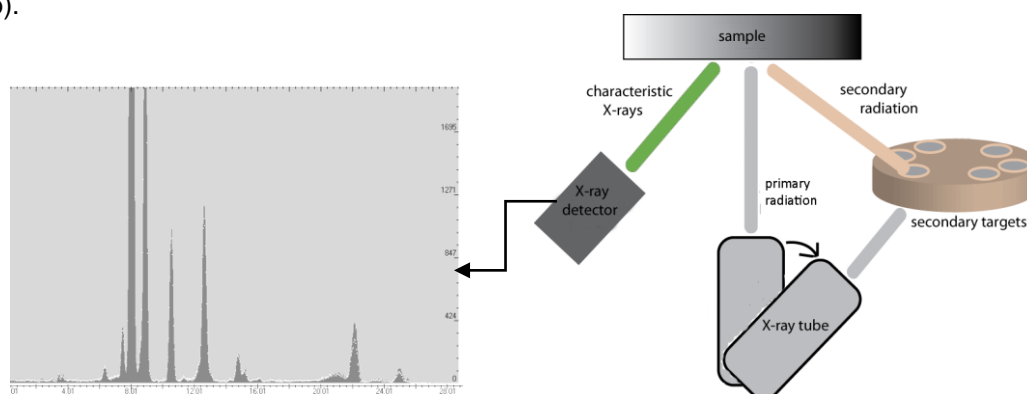 ).
sample
characteristic
X-rays
secondary
radiation
X-ray
detector
primary
radiation
secondary targets
X-ray tube
1695
1271
847
424
0
01 4.01 8.01 12.01 16.01 20.01 24.01 28.01